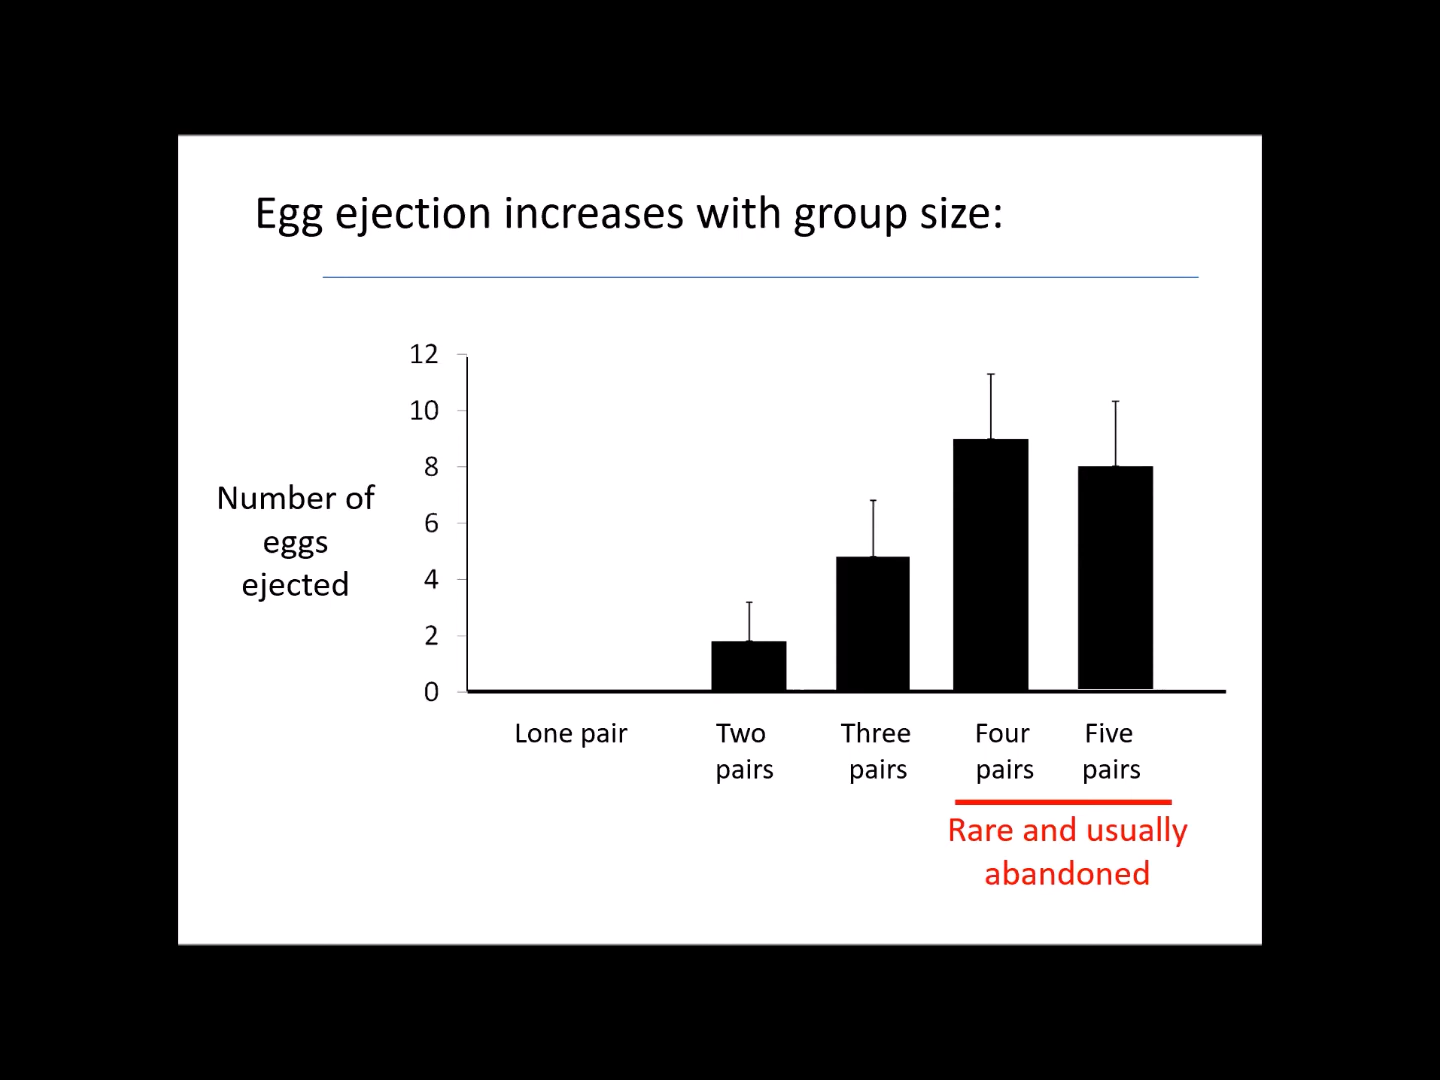 Egg ejection increases with group size:
12
10
8
6
4
2
0
Number of
eggs
ejected
Lone pair
Two
pairs
Three
pairs
Four
pairs
Five
pairs
Rare and usually
abandoned